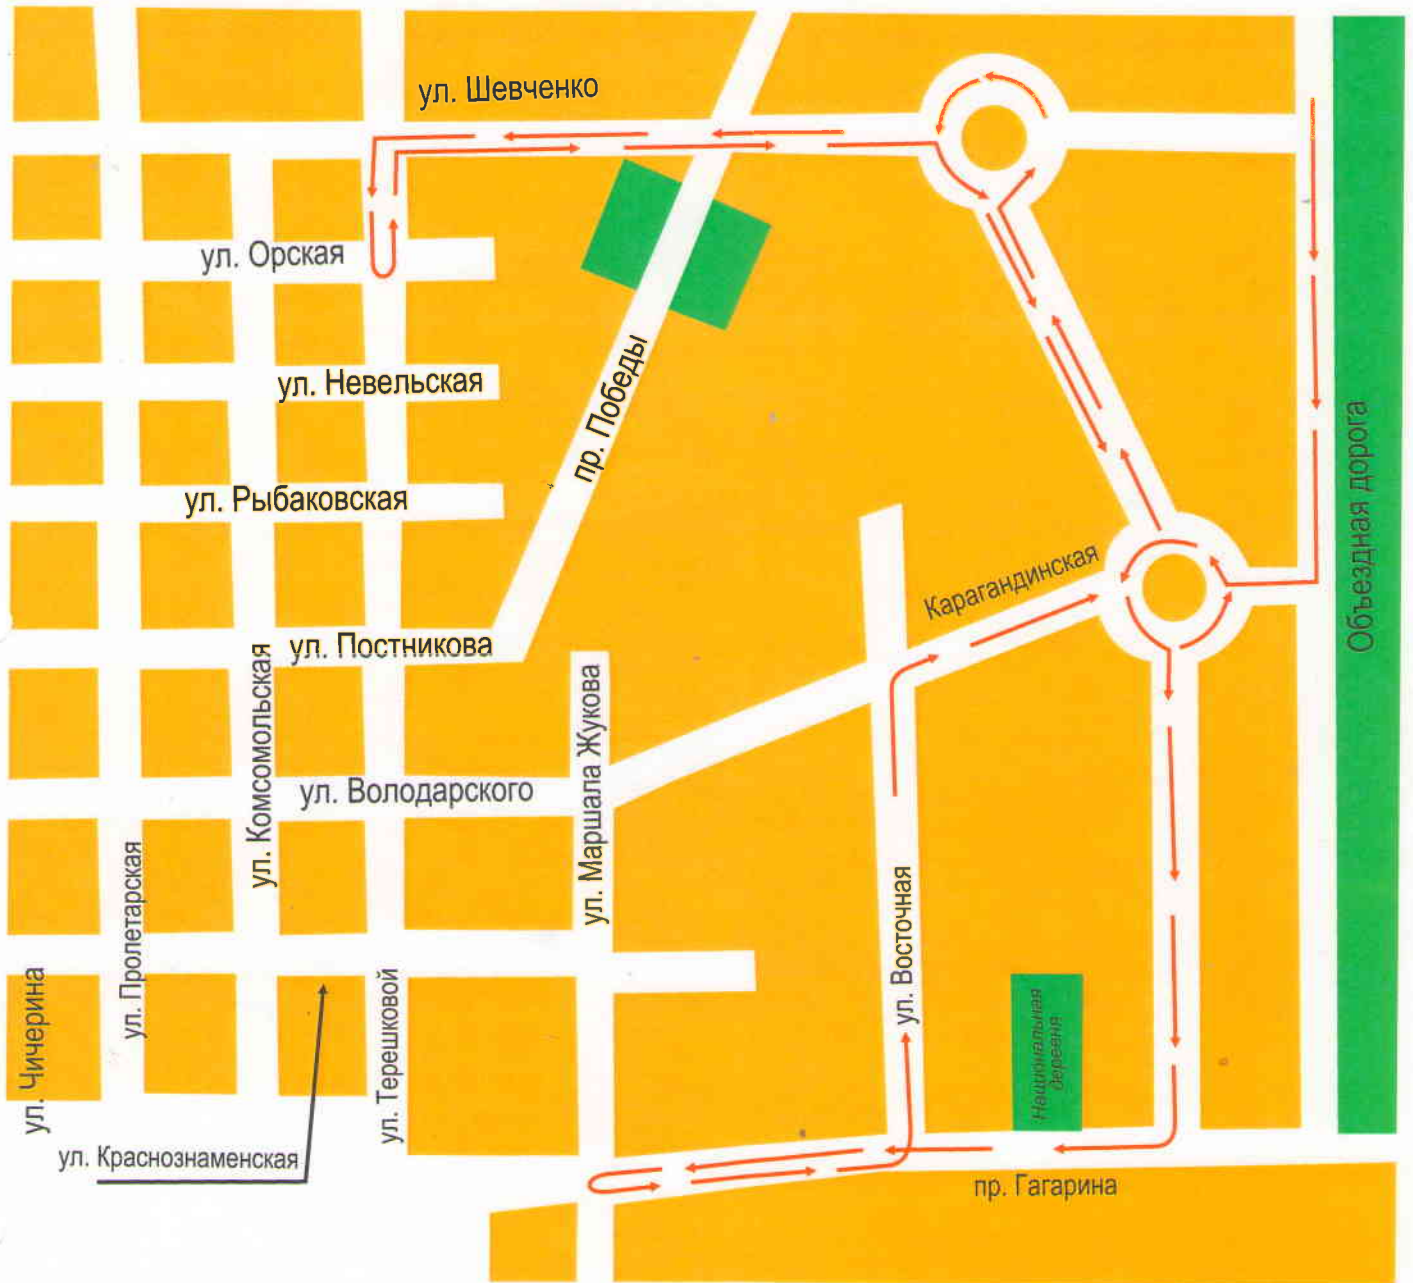 ул. Шевченко
ул. Орская
ул. Невельская
пр. Победы
ул. Рыбаковская
Объездная дорога
Карагандинская
ул. Постникова
ул. Комсомольская
ул. Маршала Жукова
ул. Володарского
ул. Пролетарская
ул. Восточная
ул. Чичерина
ул. Терешковой
Национальная
деревня
ул. Краснознаменская
пр. Гагарина